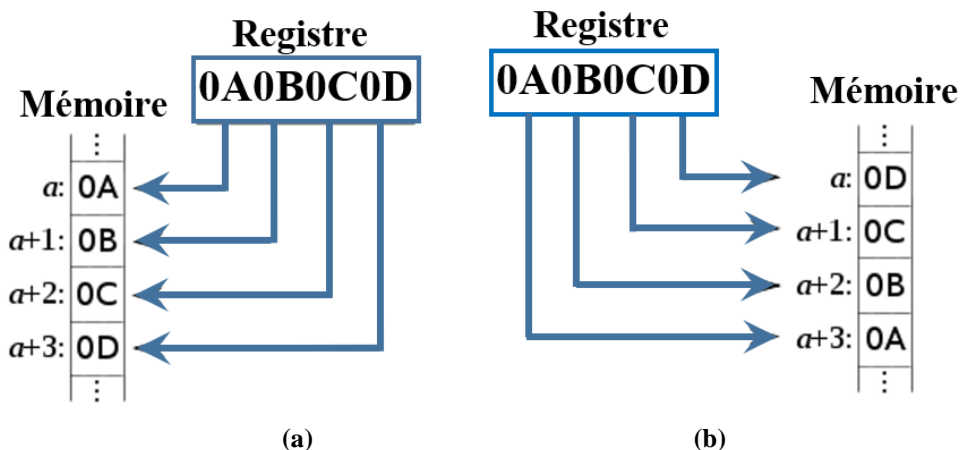 Registre
0A0B0C0D
Mémoire
⋮
a: 0A
a+1: 0B
a+2: 0C
a+3: 0D
⋮
(a)
Registre
0A0B0C0D
Mémoire
⋮
a: 0D
a+1: 0C
a+2: 0B
a+3: 0A
⋮
(b)